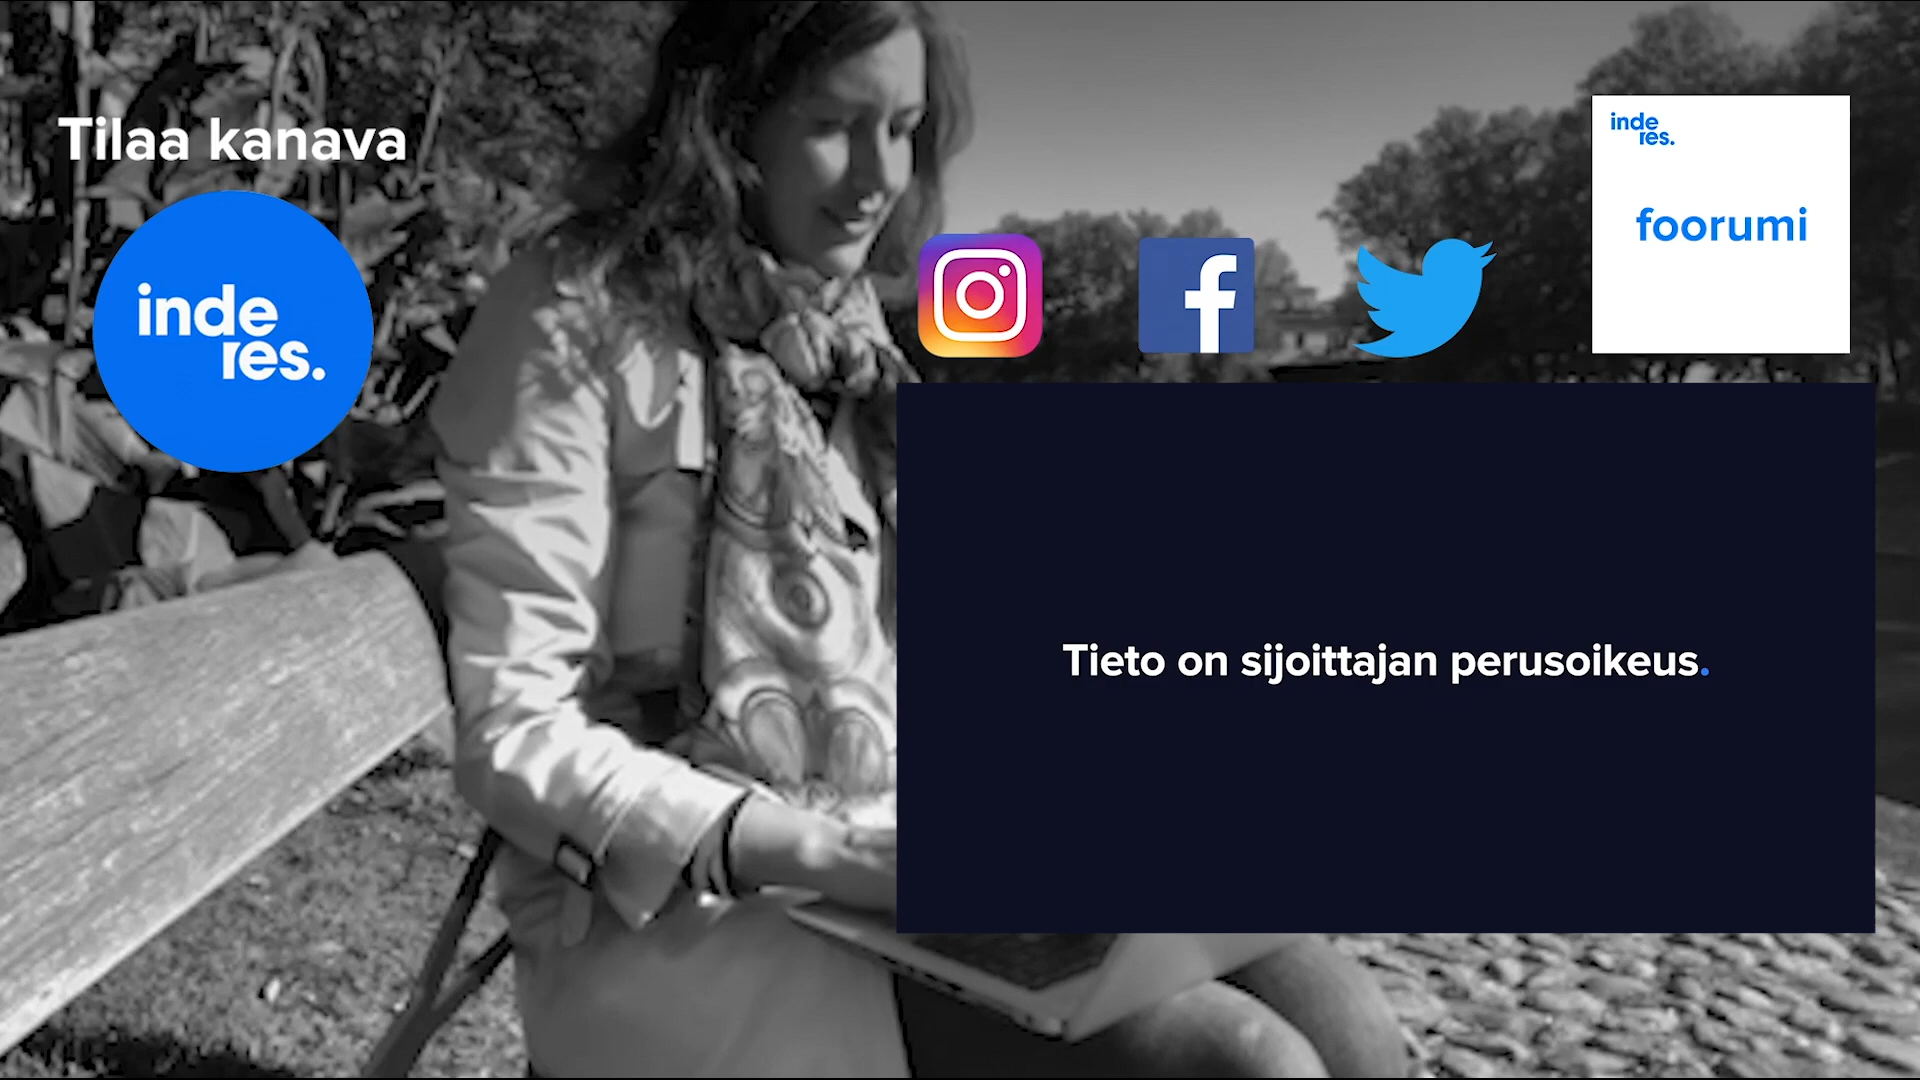 Tilaa kanava
inde
res.
inde
res.
foorumi
Tieto on sijoittajan perusoikeus.